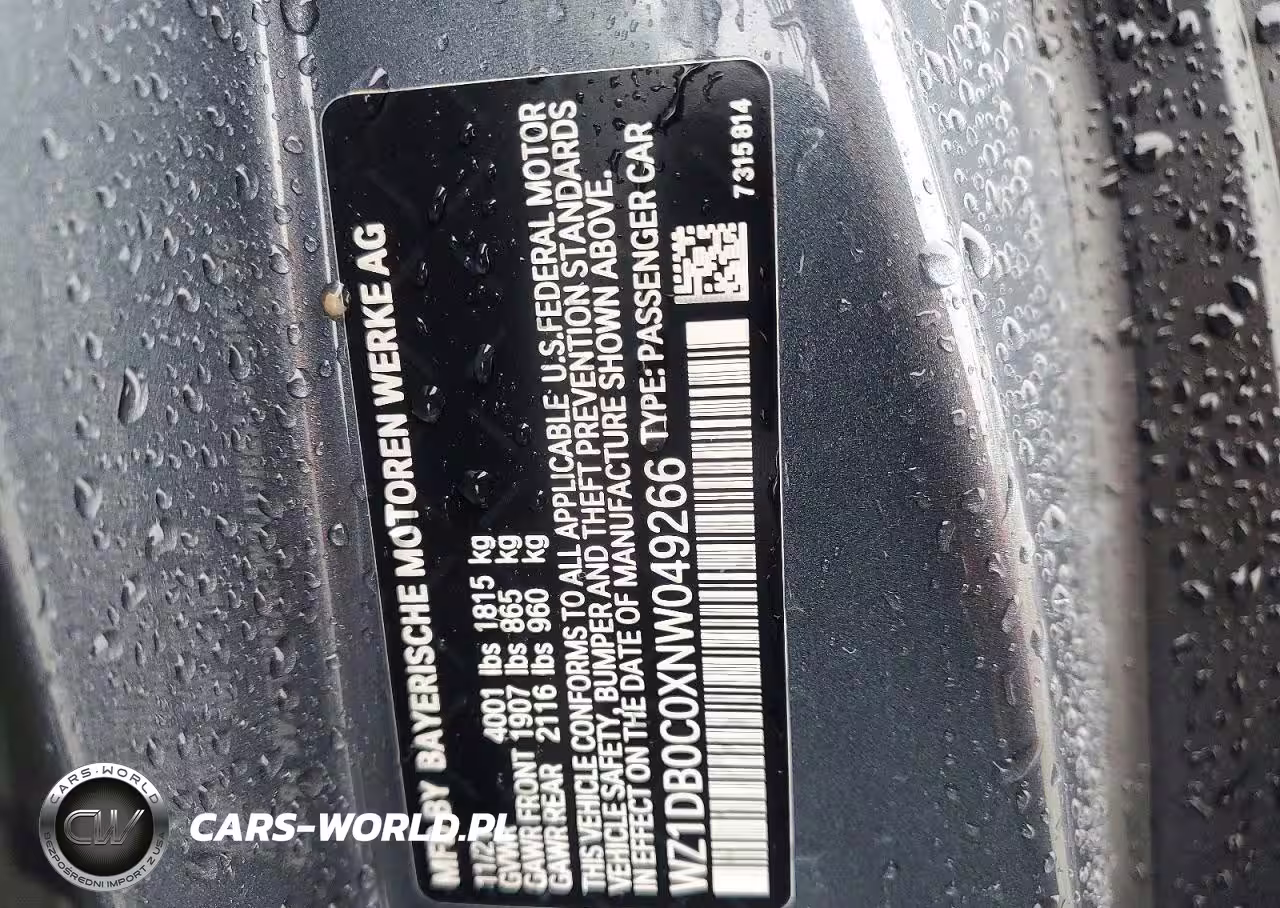 MFD BY BAYERISCHE MOTOREN WERKE AG
GVWR 4001 lbs 1815 kg
GAWR FRONT 1907 lbs 865 kg
GAWR REAR 2116 lbs 960 kg
THIS VEHICLE CONFORMS TO ALL APPLICABLE U.S.FEDERAL MOTOR
VEHICLE SAFETY, BUMPER AND THEFT PREVENTION STANDARDS
IN EFFECT ON THE DATE OF MANUFACTURE SHOWN ABOVE.
WZ1DB0C0XNW049266 TYPE: PASSENGER CAR
7315814
CARS-WORLD
CW
BEZPOŚREDNI IMPORT Z USA
CARS-WORLD.PL